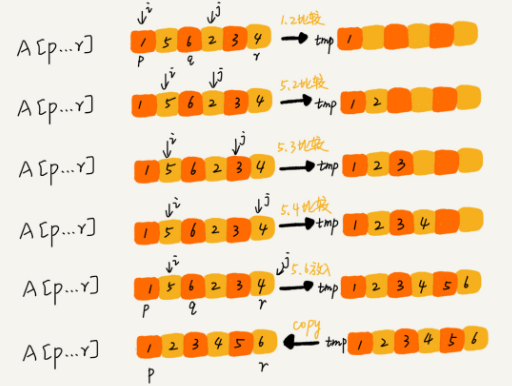 i j
A[p...r] 1 5 6 2 3 4 1.2比较 tmp 1
p q r
i j
A[p...r] 1 5 6 2 3 4 5.2比较 tmp 1 2
i j
A[p...r] 1 5 6 2 3 4 5.3比较 tmp 1 2 3
i j
A[p...r] 1 5 6 2 3 4 5.4比较 tmp 1 2 3 4
i j
A[p...r] 1 5 6 2 3 4 5.6放入 tmp 1 2 3 4 5 6
p q r
A[p...r] 1 2 3 4 5 6 copy tmp 1 2 3 4 5 6
p r